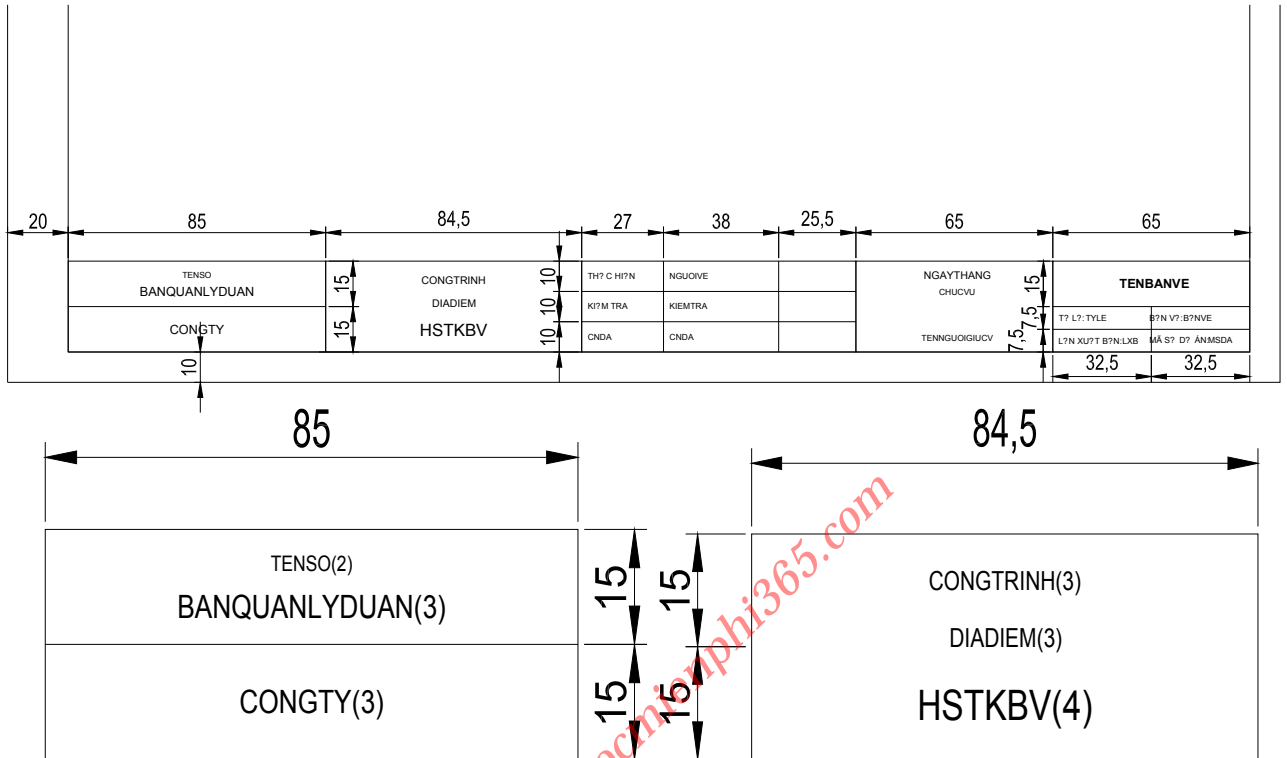 20 85 84,5 27 38 25,5 65 65
TENSO
BANQUANLYDUAN
CONGTY
15
15
10
CONGTRINH
DIADIEM
HSTKBV
10
10
10
TH? C HI?N NGUOIVE
KI?M TRA KIEMTRA
CNDA CNDA
NGAYTHANG
CHUCVU
TENNGUOIGIUCV
15
7,5
7,5
TENBANVE
T? L?: TYLE B?N V?:B?NVE
L?N XU?T B?N:LXB MÃ S? D? ÁN:MSDA
32,5 32,5
85
TENSO(2)
BANQUANLYDUAN(3)
CONGTY(3)
15
15
84,5
15
15
CONGTRINH(3)
DIADIEM(3)
HSTKBV(4)
ocmienphi365.com